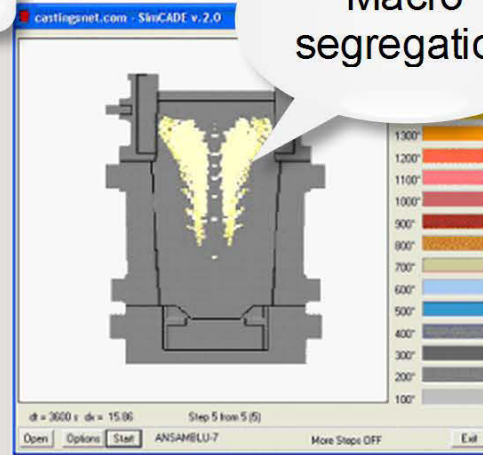 castingsnet.com - SimCADE v. 2.0
Macro
segregatio
1300°
1200°
1100°
1000°
900°
800°
700°
600°
500°
400°
300°
200°
100°
dt = 3600 s dx = 15.86 Step 5 from 5 (5)
Open Options Start ANSAMBLU-7 More Steps OFF Exit